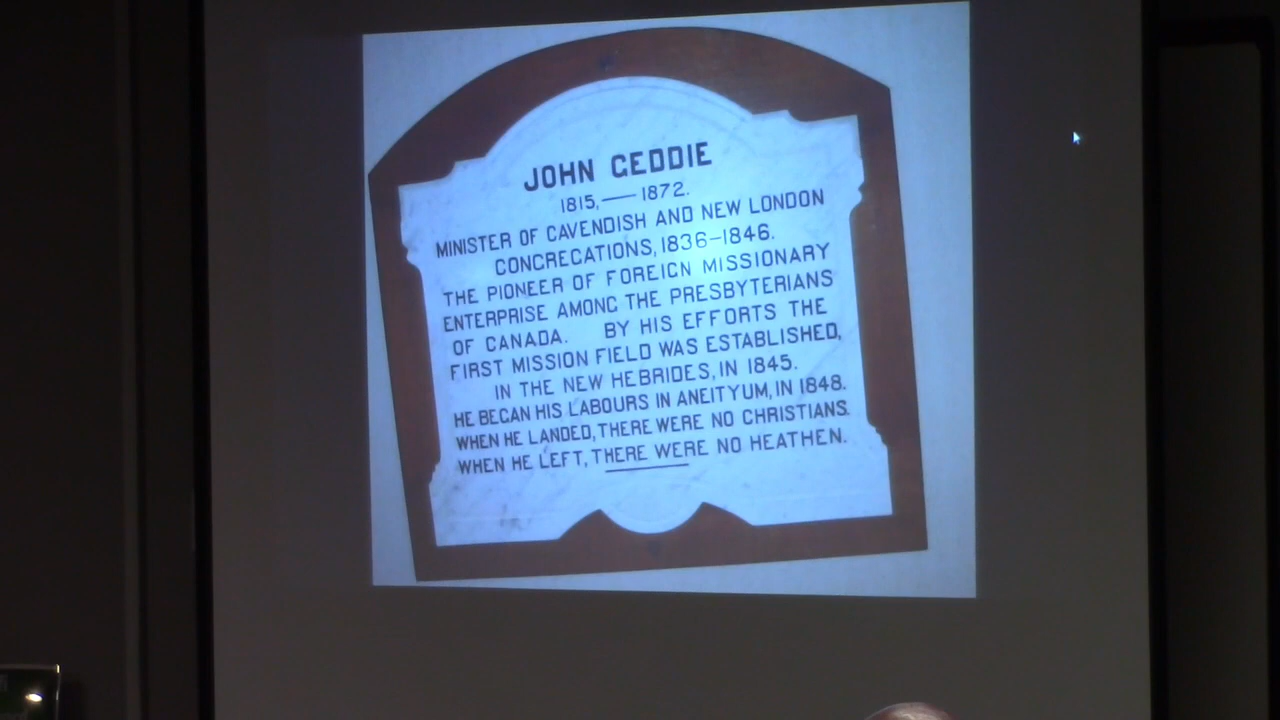 JOHN GEDDIE
1815,—1872.
MINISTER OF CAVENDISH AND NEW LONDON
CONGREGATIONS, 1836–1846.
THE PIONEER OF FOREIGN MISSIONARY
ENTERPRISE AMONG THE PRESBYTERIANS
OF CANADA. BY HIS EFFORTS THE
FIRST MISSION FIELD WAS ESTABLISHED,
IN THE NEW HEBRIDES, IN 1845.
HE BEGAN HIS LABOURS IN ANEITYUM, IN 1848.
WHEN HE LANDED, THERE WERE NO CHRISTIANS.
WHEN HE LEFT, THERE WERE NO HEATHEN.